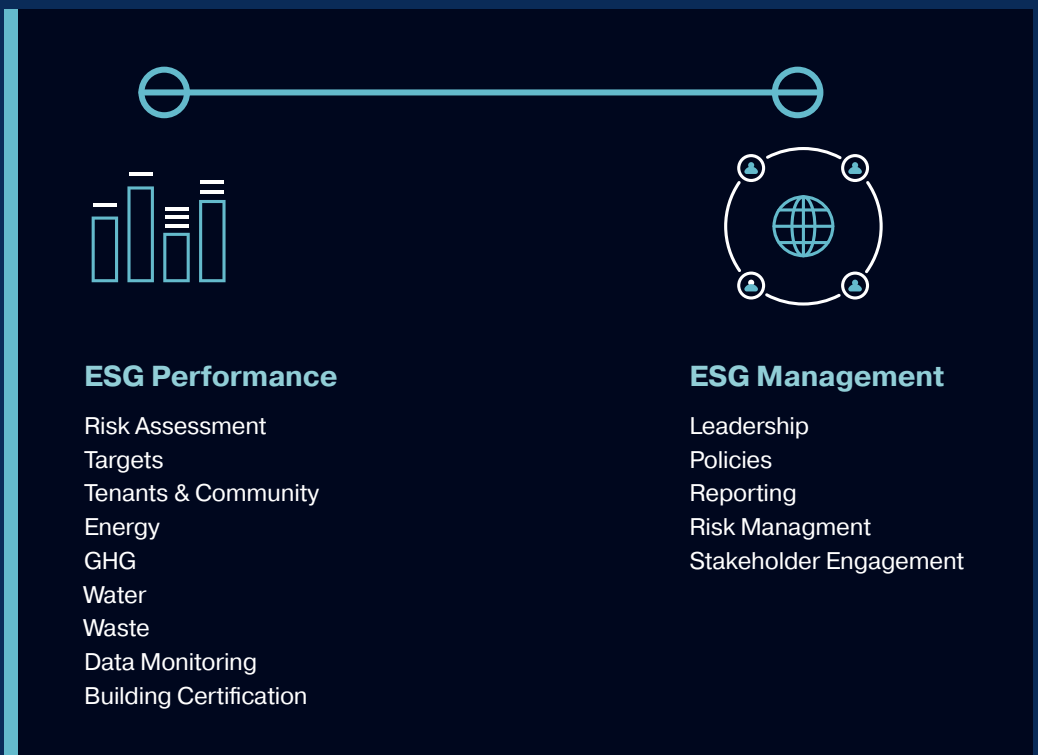 ESG Performance
Risk Assessment
Targets
Tenants & Community
Energy
GHG
Water
Waste
Data Monitoring
Building Certification
ESG Management
Leadership
Policies
Reporting
Risk Managment
Stakeholder Engagement